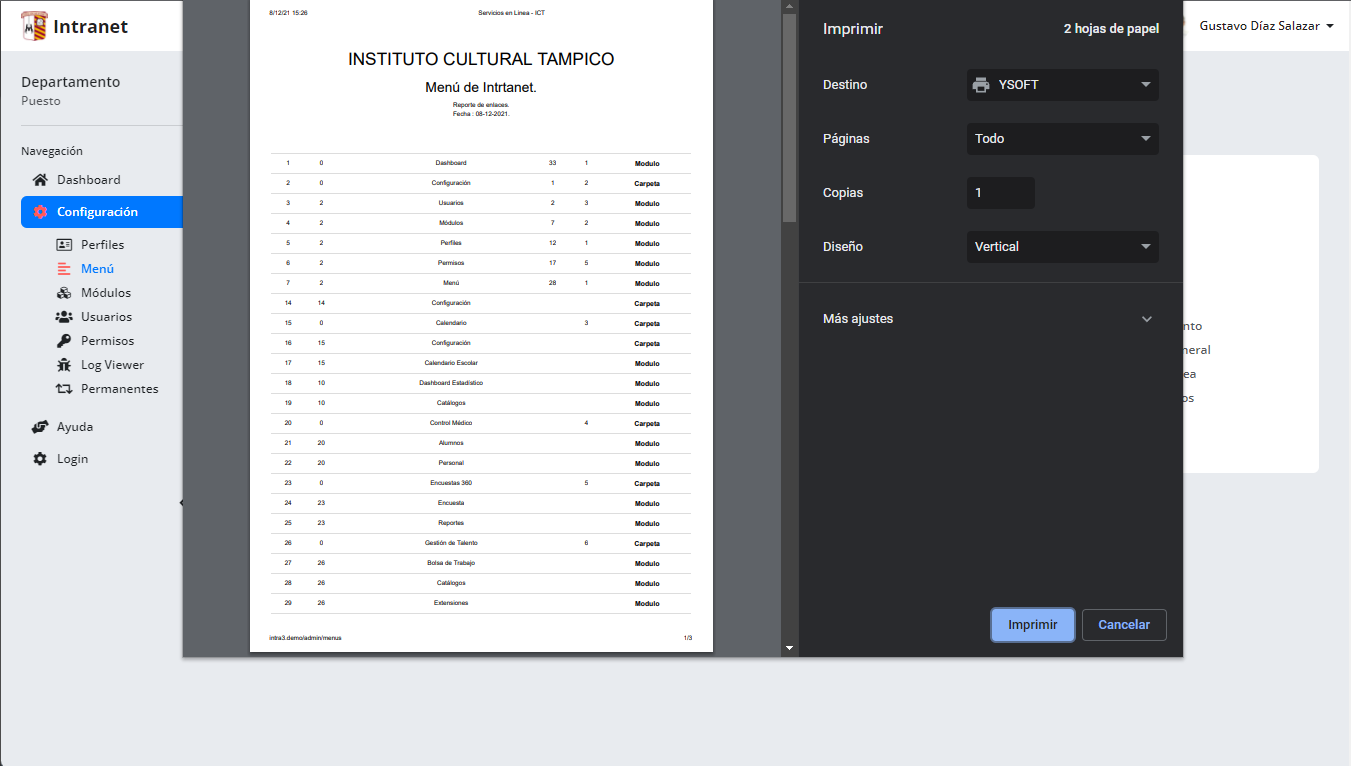 Intranet
Gustavo Díaz Salazar
Departamento
Puesto
Navegación
Dashboard
Configuración
Perfiles
Menú
Módulos
Usuarios
Permisos
Log Viewer
Permanentes
Ayuda
Login
8/12/21 15:26 Servicios en Línea - ICT
INSTITUTO CULTURAL TAMPICO
Menú de Intrtanet.
Reporte de enlaces.
Fecha : 08-12-2021.
1 0 Dashboard 33 1 Modulo
2 0 Configuración 1 2 Carpeta
3 2 Usuarios 2 3 Modulo
4 2 Módulos 7 2 Modulo
5 2 Perfiles 12 1 Modulo
6 2 Permisos 17 5 Modulo
7 2 Menú 28 1 Modulo
14 14 Configuración Carpeta
15 0 Calendario 3 Carpeta
16 15 Configuración Carpeta
17 15 Calendario Escolar Modulo
18 10 Dashboard Estadístico Modulo
19 10 Catálogos Modulo
20 0 Control Médico 4 Carpeta
21 20 Alumnos Modulo
22 20 Personal Modulo
23 0 Encuestas 360 5 Carpeta
24 23 Encuesta Modulo
25 23 Reportes Modulo
26 0 Gestión de Talento 6 Carpeta
27 26 Bolsa de Trabajo Modulo
28 26 Catálogos Modulo
29 26 Extensiones Modulo
intra3.demo/admin/menus 1/3
Imprimir 2 hojas de papel
Destino YSOFT
Páginas Todo
Copias 1
Diseño Vertical
Más ajustes
Imprimir Cancelar